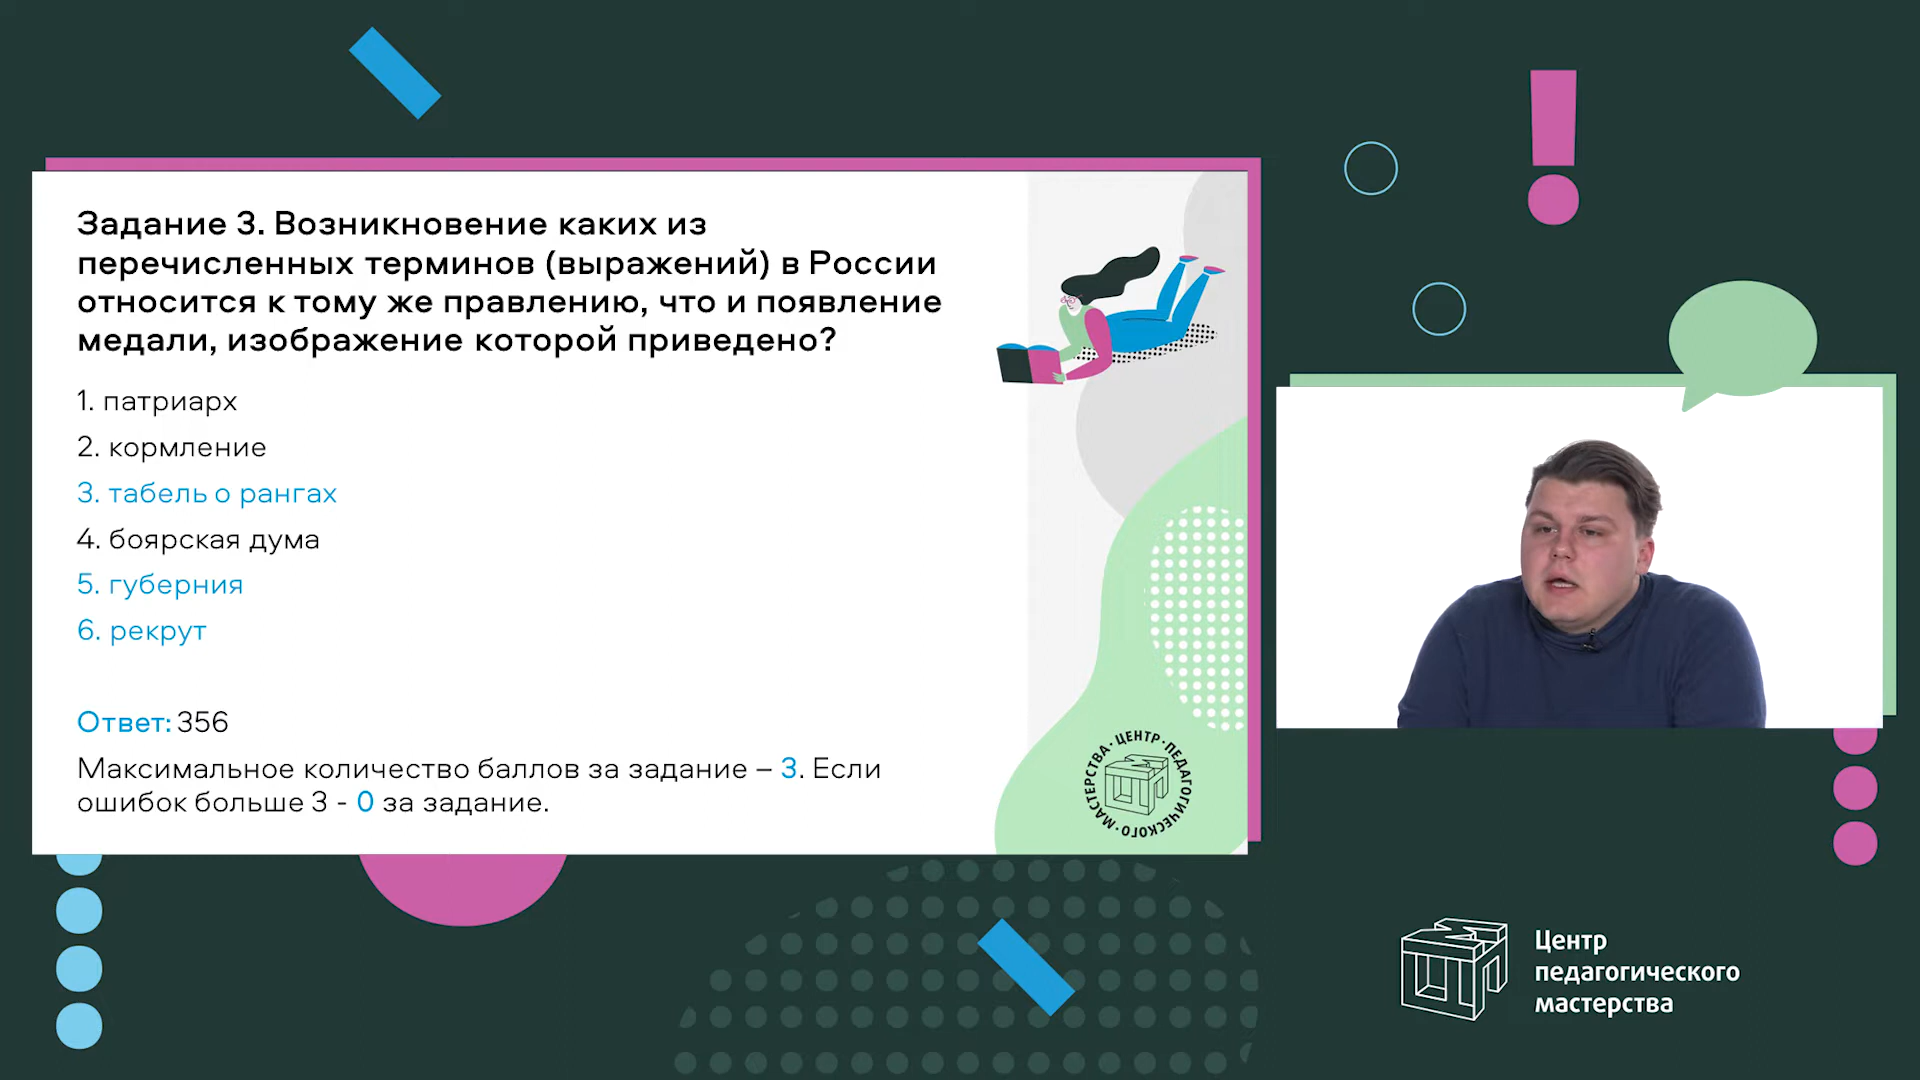 Задание 3. Возникновение каких из
перечисленных терминов (выражений) в России
относится к тому же правлению, что и появление
медали, изображение которой приведено?
1. патриарх
2. кормление
3. табель о рангах
4. боярская дума
5. губерния
6. рекрут
Ответ: 356
Максимальное количество баллов за задание – 3. Если
ошибок больше 3 - 0 за задание.
ЦЕНТР · ПЕДАГОГИЧЕСКОГО · МАСТЕРСТВА ·
Центр
педагогического
мастерства